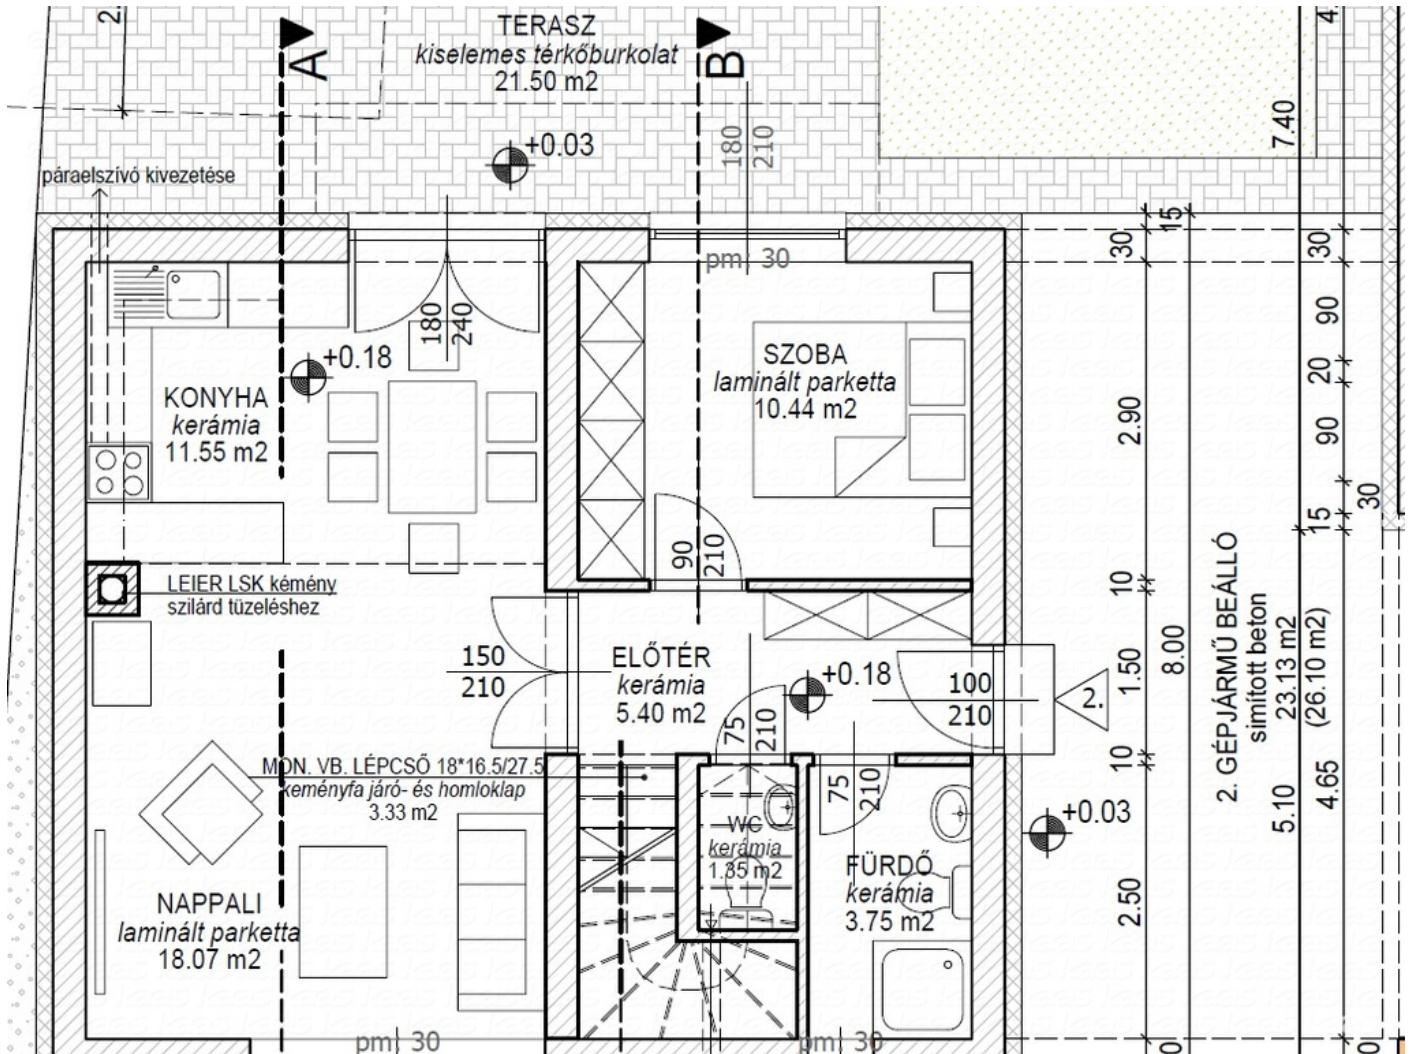 2.
TERASZ
kiselemes térkőburkolat
21.50 m2
A
B
4.
180
210
7.40
+0.03
páraelszívó kivezetése
15
30
30
pm: 30
180
240
90
+0.18
SZOBA
laminált parketta
10.44 m2
20
KONYHA
kerámia
11.55 m2
2.90
90
30
15
90
210
LEIER LSK kémény
szilárd tüzeléshez
10
2. GÉPJÁRMŰ BEÁLLÓ
simított beton
23.13 m2
(26.10 m2)
8.00
150
210
ELŐTÉR
kerámia
5.40 m2
+0.18
100
210
2.
1.50
75
210
10
MON. VB. LÉPCSŐ 18*16.5/27.5
keményfa járó- és homloklap
3.33 m2
75
210
5.10
4.65
+0.03
WC
kerámia
1.35 m2
FÜRDŐ
kerámia
3.75 m2
2.50
NAPPALI
laminált parketta
18.07 m2
pm: 30
pm: 30